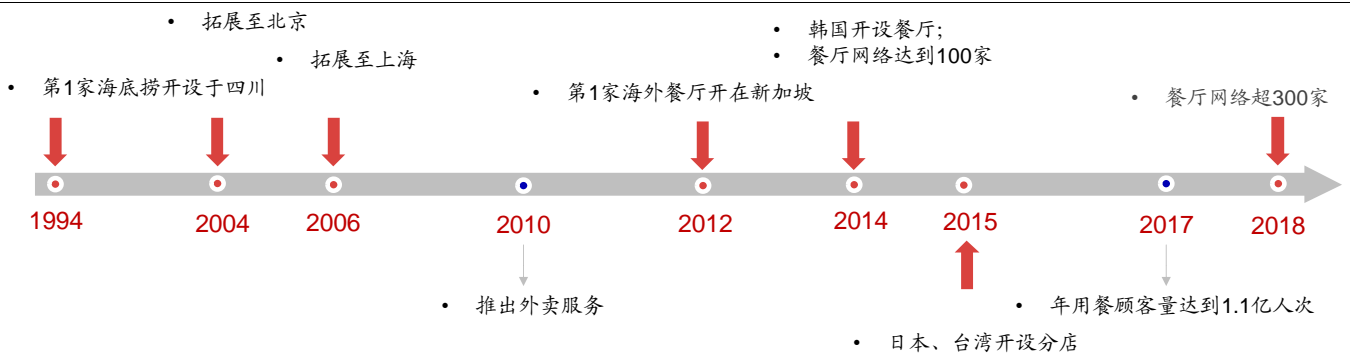 • 拓展至北京
• 韩国开设餐厅;
• 拓展至上海
• 餐厅网络达到100家
• 第1家海底捞开设于四川
• 第1家海外餐厅开在新加坡
• 餐厅网络超300家
1994
2004
2006
2010
2012
2014
2015
2017
2018
• 推出外卖服务
• 年用餐顾客量达到1.1亿人次
• 日本、台湾开设分店